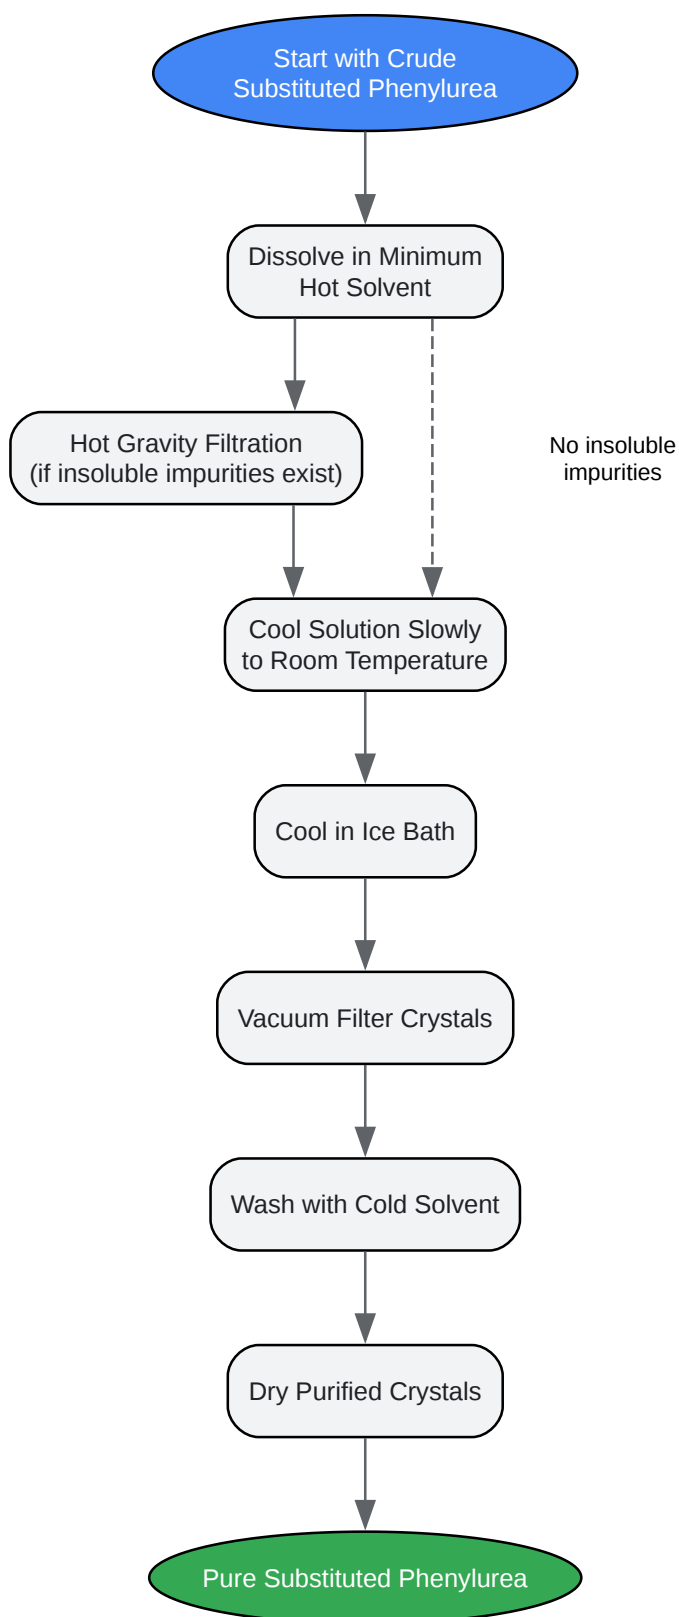 Start with Crude
Substituted Phenylurea
Dissolve in Minimum
Hot Solvent
Hot Gravity Filtration
(if insoluble impurities exist)
No insoluble
impurities
Cool Solution Slowly
to Room Temperature
Cool in Ice Bath
Vacuum Filter Crystals
Wash with Cold Solvent
Dry Purified Crystals
Pure Substituted Phenylurea